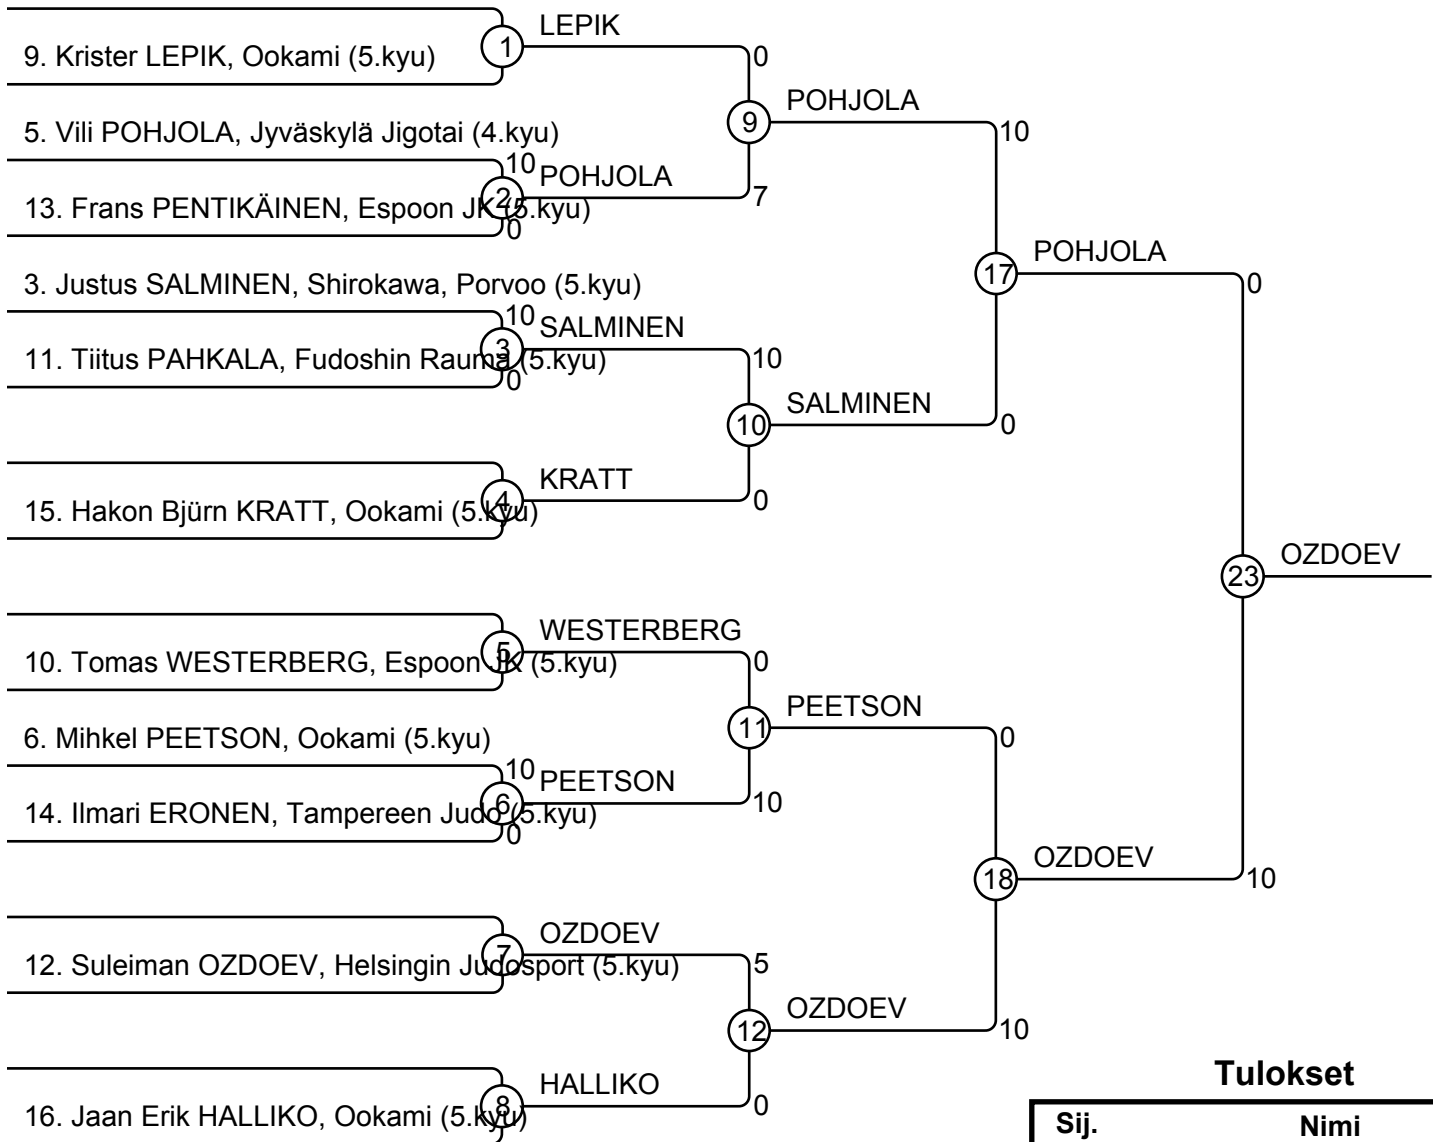 LEPIK
9. Krister LEPIK, Ookami (5.kyu)
1
0
POHJOLA
9
10
5. Vili POHJOLA, Jyväskylä Jigotai (4.kyu)
10
POHJOLA
2
7
13. Frans PENTIKÄINEN, Espoon JK (5.kyu)
0
POHJOLA
17
0
3. Justus SALMINEN, Shirokawa, Porvoo (5.kyu)
10
SALMINEN
3
10
11. Tiitus PAHKALA, Fudoshin Rauma (5.kyu)
0
SALMINEN
10
0
KRATT
4
0
15. Hakon Bjürn KRATT, Ookami (5.kyu)
OZDOEV
23
WESTERBERG
5
0
10. Tomas WESTERBERG, Espoon JK (5.kyu)
PEETSON
11
0
6. Mihkel PEETSON, Ookami (5.kyu)
10
PEETSON
6
10
14. Ilmari ERONEN, Tampereen Judo (5.kyu)
0
OZDOEV
18
10
OZDOEV
7
5
12. Suleiman OZDOEV, Helsingin Judosport (5.kyu)
OZDOEV
12
10
HALLIKO
8
0
16. Jaan Erik HALLIKO, Ookami (5.kyu)
Tulokset
Sij. Nimi